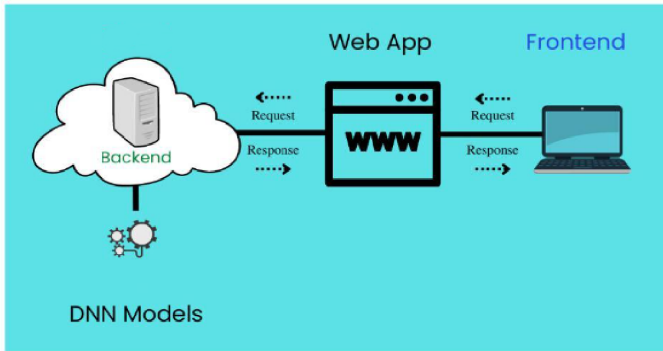 Web App
Frontend
Request
Request
Backend
Response
WWW
Response
DNN Models